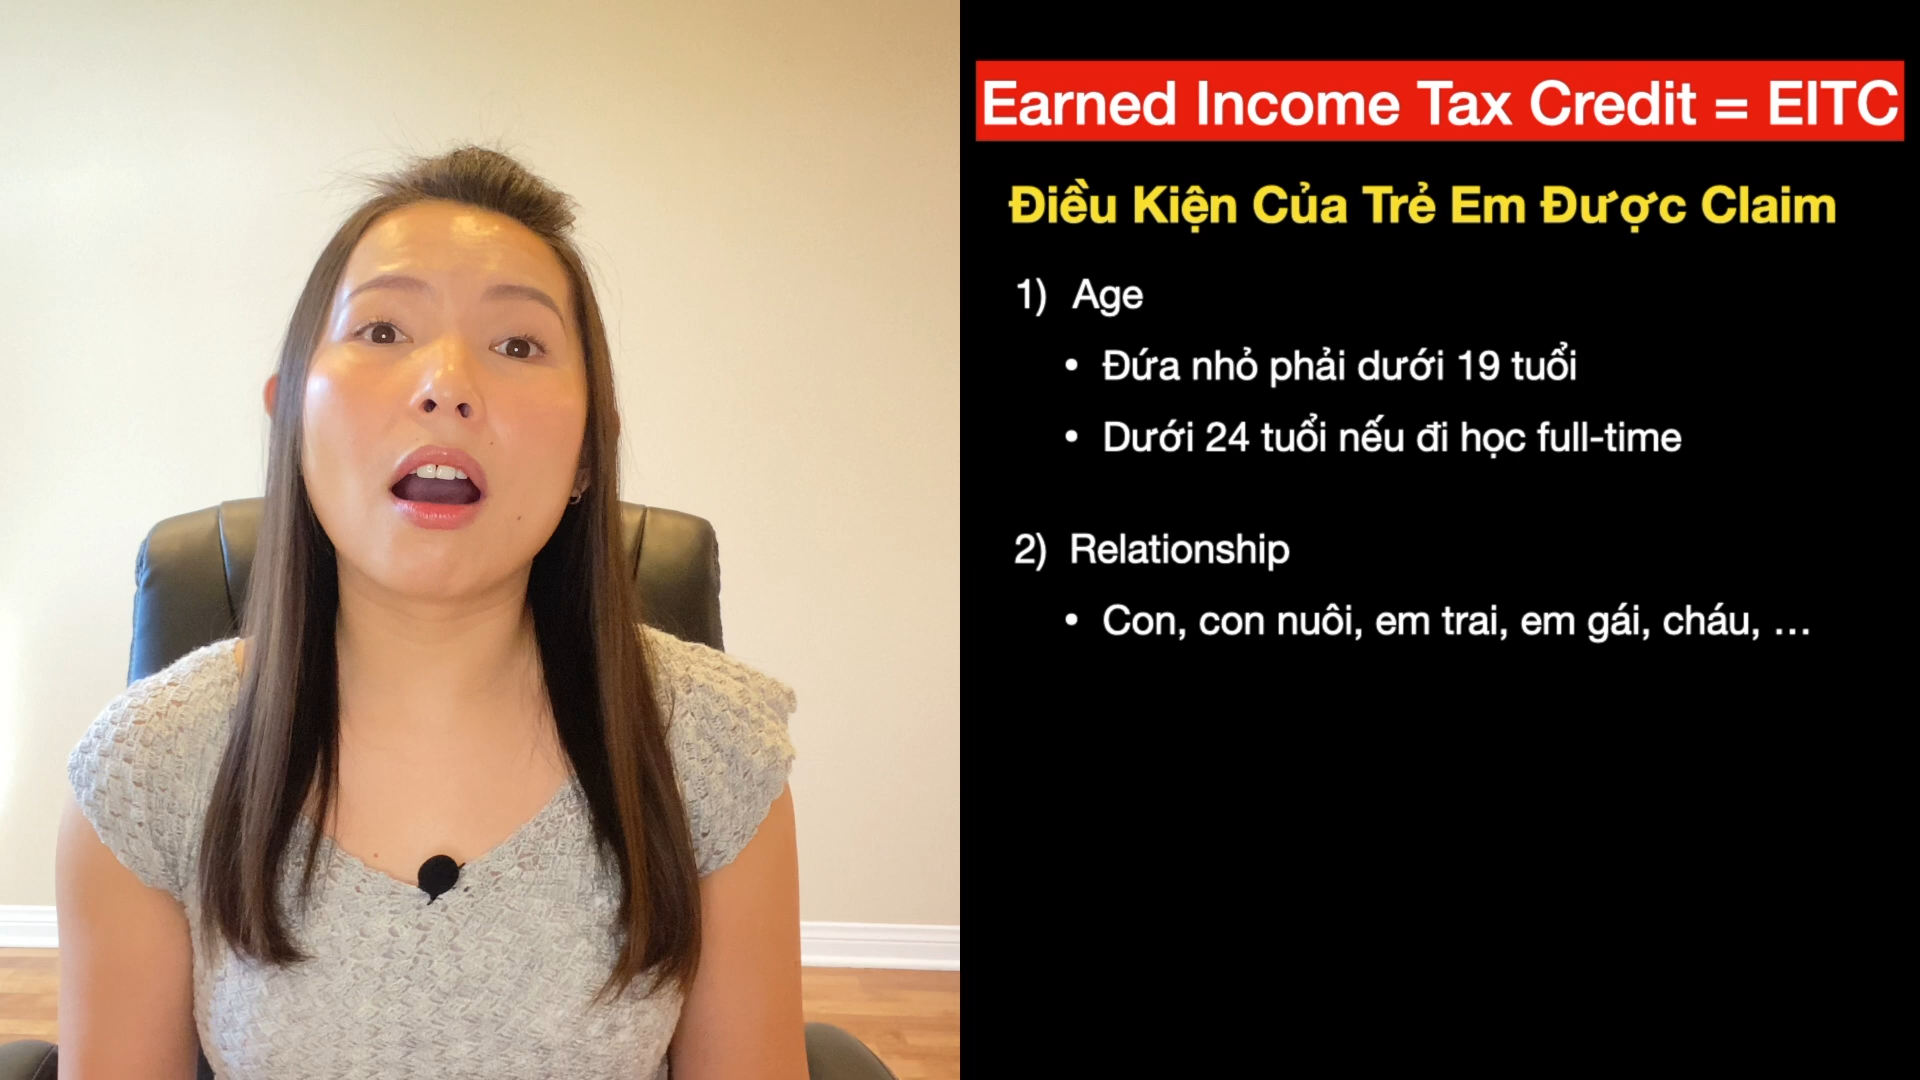 Earned Income Tax Credit = EITC
Điều Kiện Của Trẻ Em Được Claim
1) Age
• Đứa nhỏ phải dưới 19 tuổi
• Dưới 24 tuổi nếu đi học full-time
2) Relationship
• Con, con nuôi, em trai, em gái, cháu, …